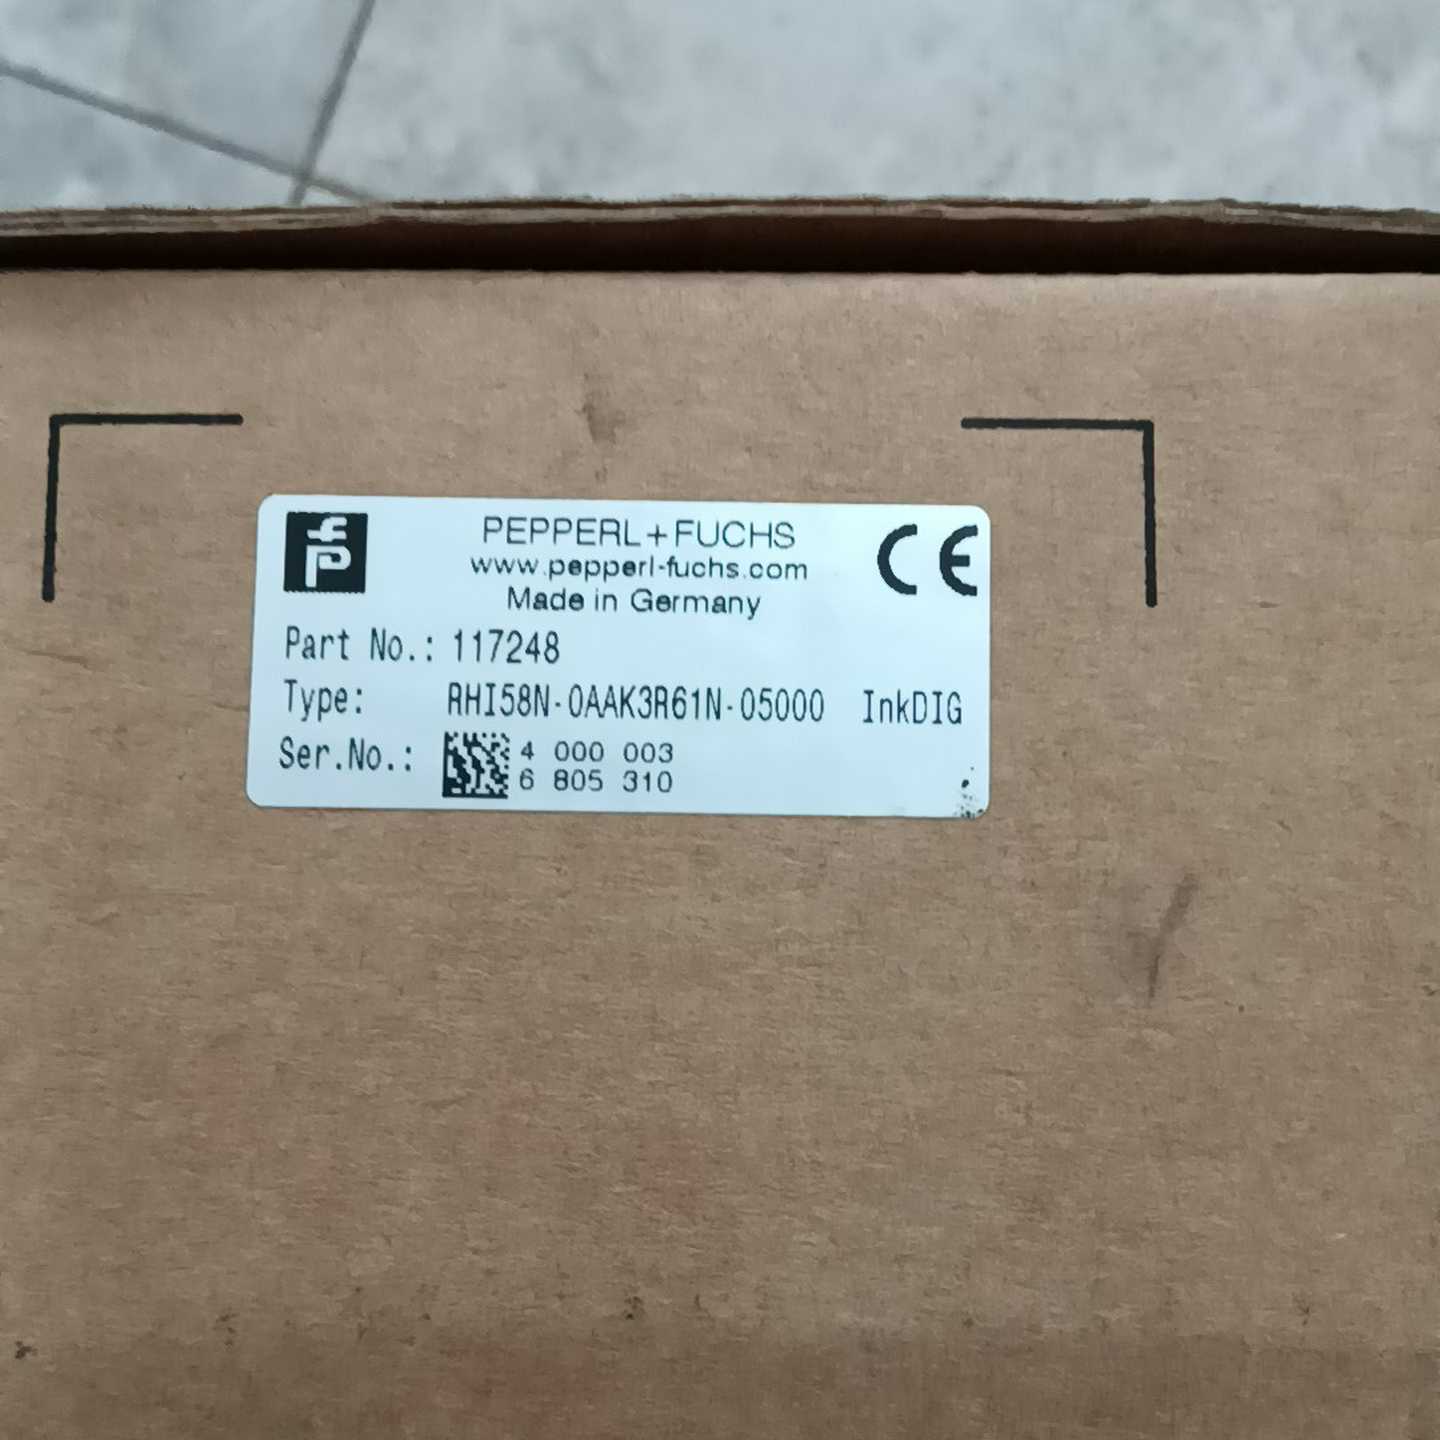 PEPPERL+FUCHS
www.pepperl-fuchs.com
Made in Germany
CE
Part No.: 117248
Type: RHI58N-0AAK3R61N-05000 InkDIG
Ser.No.: 4 000 003
6 805 310